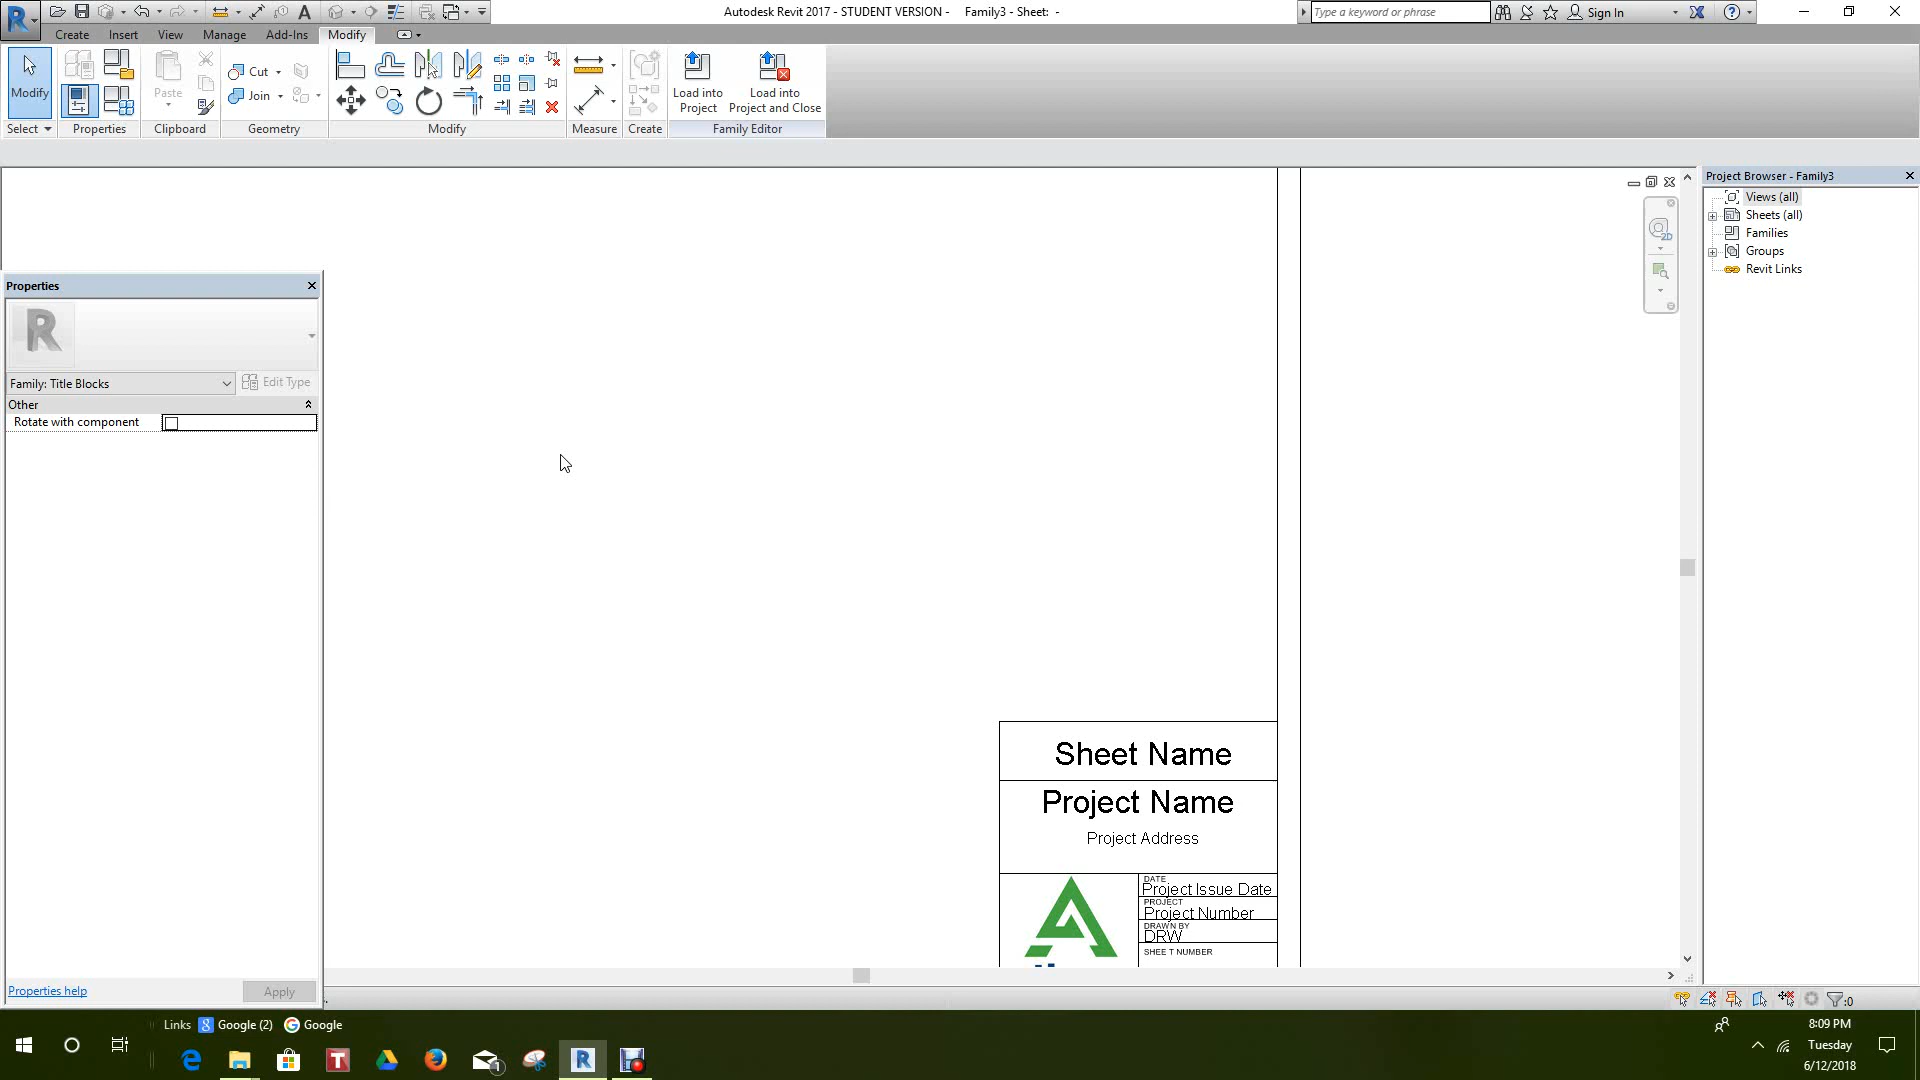 Autodesk Revit 2017 - STUDENT VERSION - Family3 - Sheet: -
Type a keyword or phrase
Sign In
Create Insert View Manage Add-Ins Modify
Modify
Paste
Cut
Join
Load into Project
Load into Project and Close
Select Properties Clipboard Geometry Modify Measure Create Family Editor
Project Browser - Family3
Views (all)
Sheets (all)
Families
Groups
Revit Links
2D
Properties
R
Family: Title Blocks
Edit Type
Other
Rotate with component
Properties help
Apply
Sheet Name
Project Name
Project Address
DATE
Project Issue Date
PROJECT
Project Number
DRAWN BY
DRW
SHEET NUMBER
:0
Links Google (2) Google
8:09 PM
Tuesday
6/12/2018